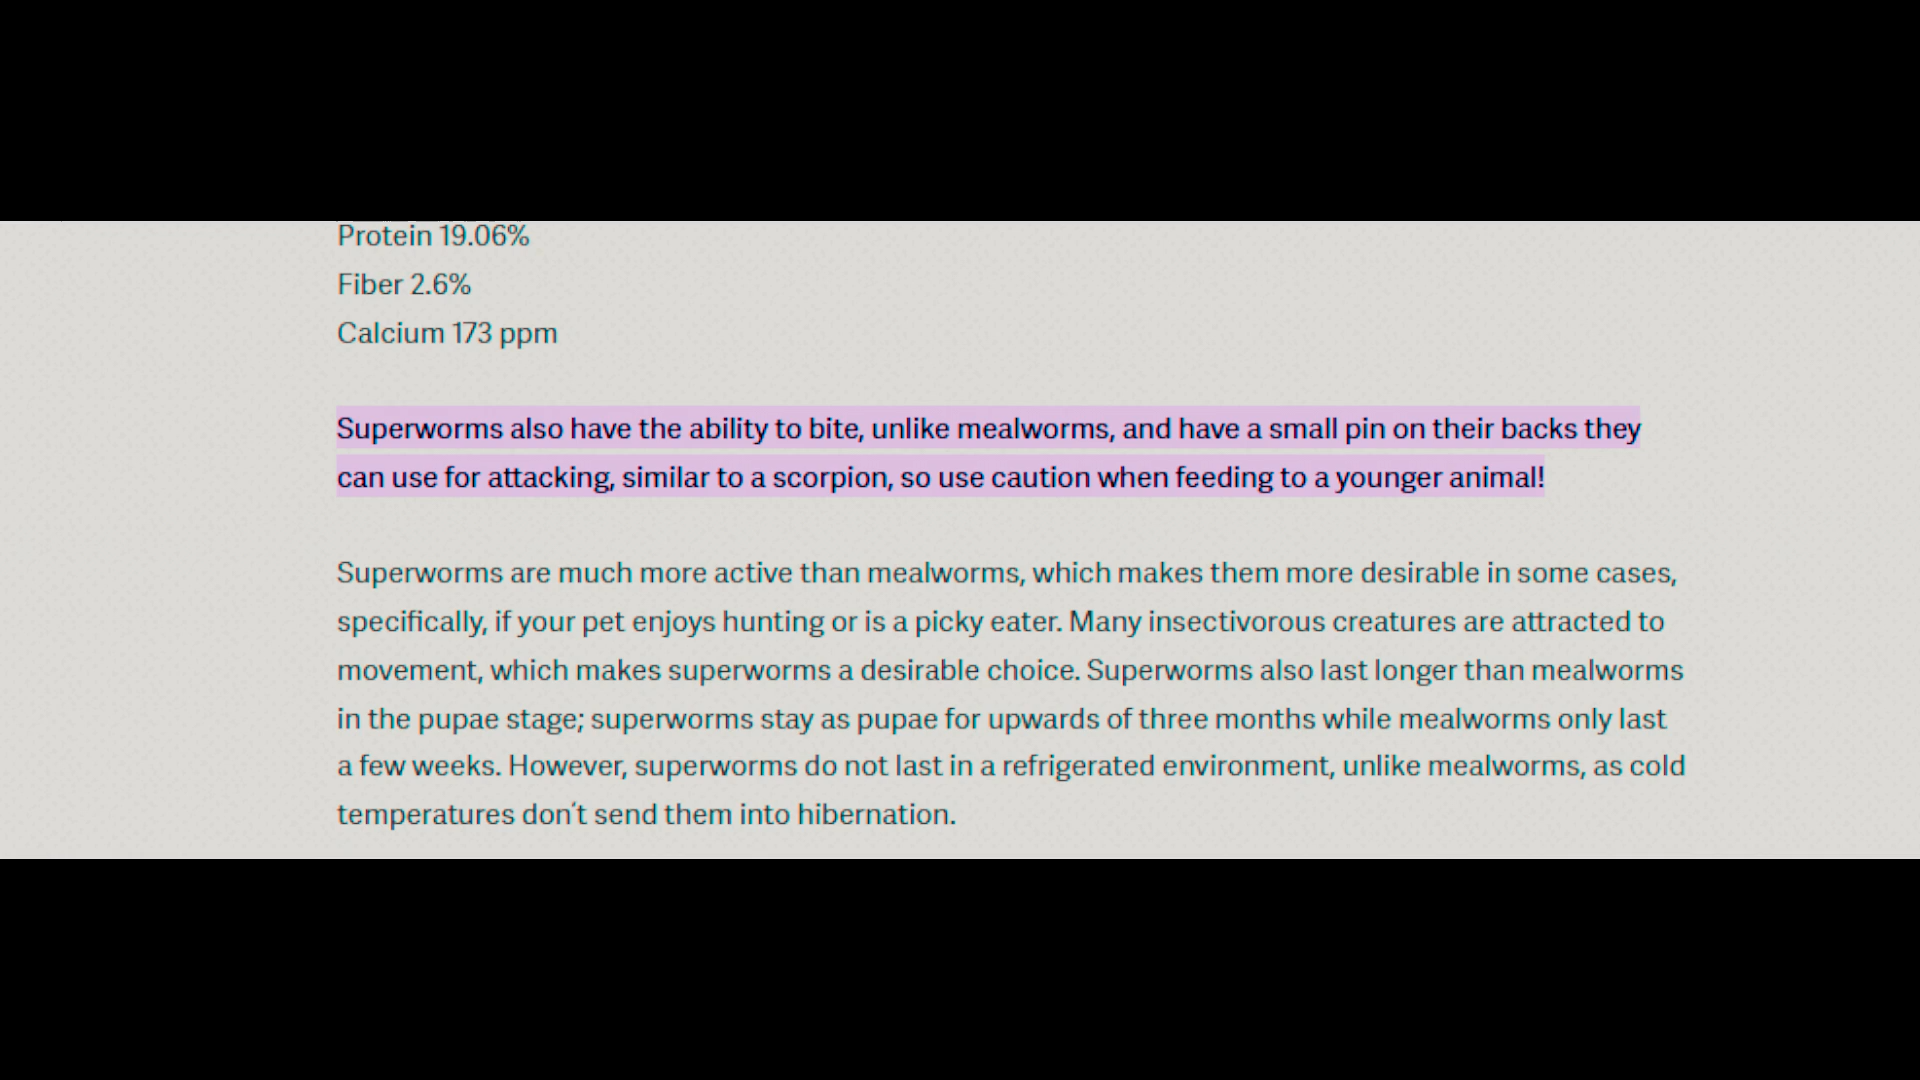 Protein 19.06%
Fiber 2.6%
Calcium 173 ppm
Superworms also have the ability to bite, unlike mealworms, and have a small pin on their backs they
can use for attacking, similar to a scorpion, so use caution when feeding to a younger animal!
Superworms are much more active than mealworms, which makes them more desirable in some cases,
specifically, if your pet enjoys hunting or is a picky eater. Many insectivorous creatures are attracted to
movement, which makes superworms a desirable choice. Superworms also last longer than mealworms
in the pupae stage; superworms stay as pupae for upwards of three months while mealworms only last
a few weeks. However, superworms do not last in a refrigerated environment, unlike mealworms, as cold
temperatures don't send them into hibernation.